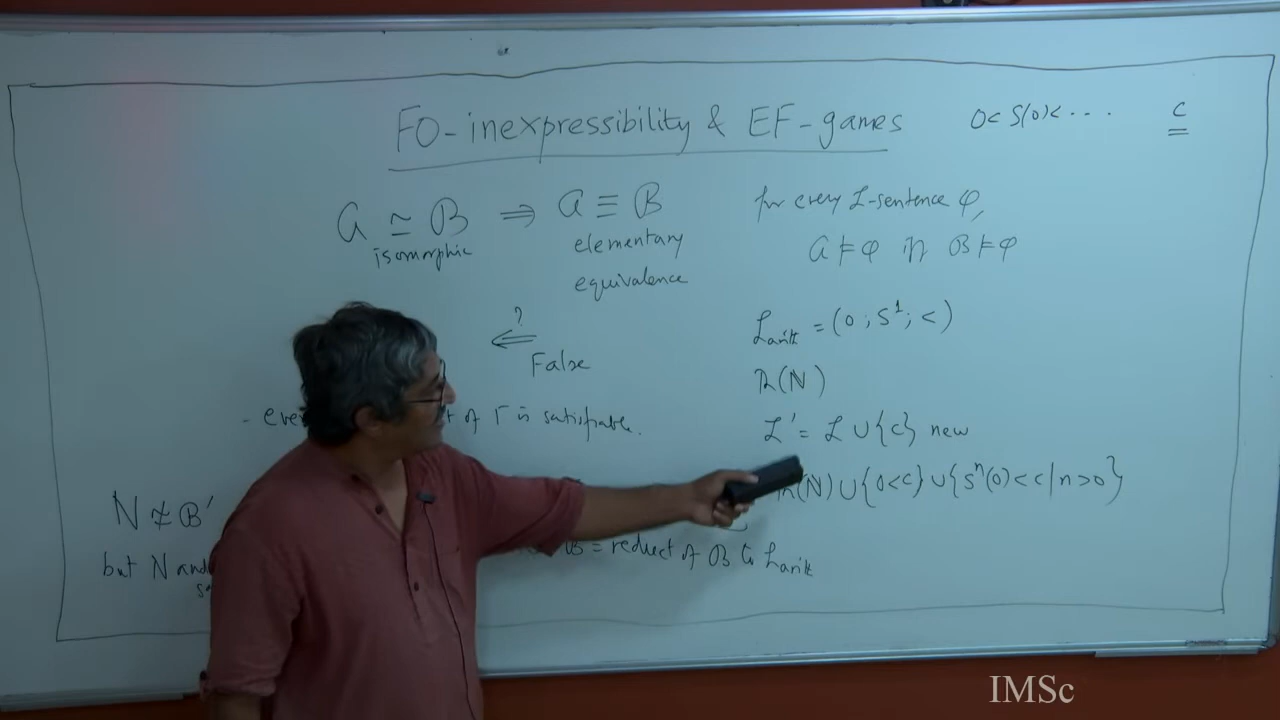 FO-inexpressibility & EF-games
0 < S(0) < .... c
𝒜 ≃ ℬ ⇒ 𝒜 ≡ ℬ
isomorphic
elementary
equivalence
for every L-sentence φ,
𝒜 ⊨ φ iff ℬ ⊨ φ
?
⇐
False
L_arith = (0 ; S¹ ; <)
Th(N)
L' = L ∪ {c} new
(N) ∪ {0<c} ∪ {Sⁿ(0)<c | n>0}
- of Γ is satisfiable.
N ≄ ℬ'
but N and
= reduct of ℬ to L_arith
IMSc